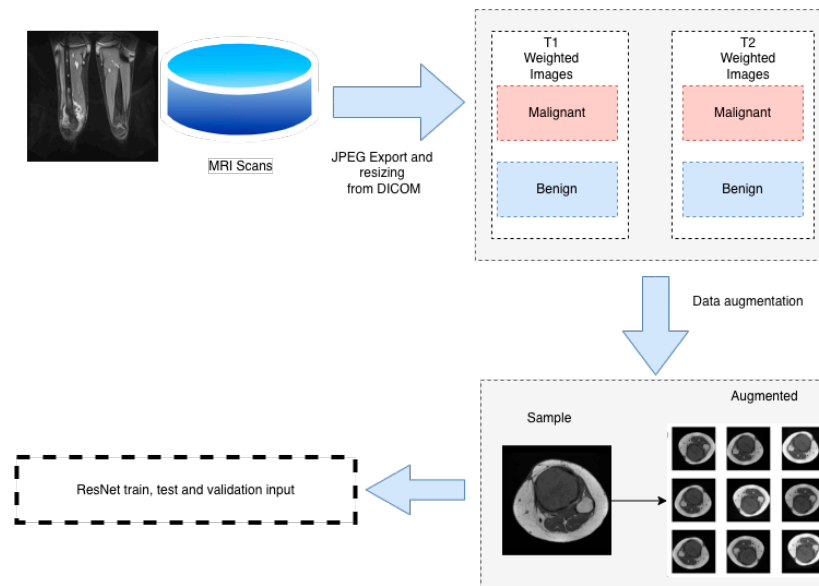 MRI Scans
JPEG Export and
resizing
from DICOM
T1
Weighted
Images
Malignant
Benign
T2
Weighted
Images
Malignant
Benign
Data augmentation
Sample
Augmented
ResNet train, test and validation input